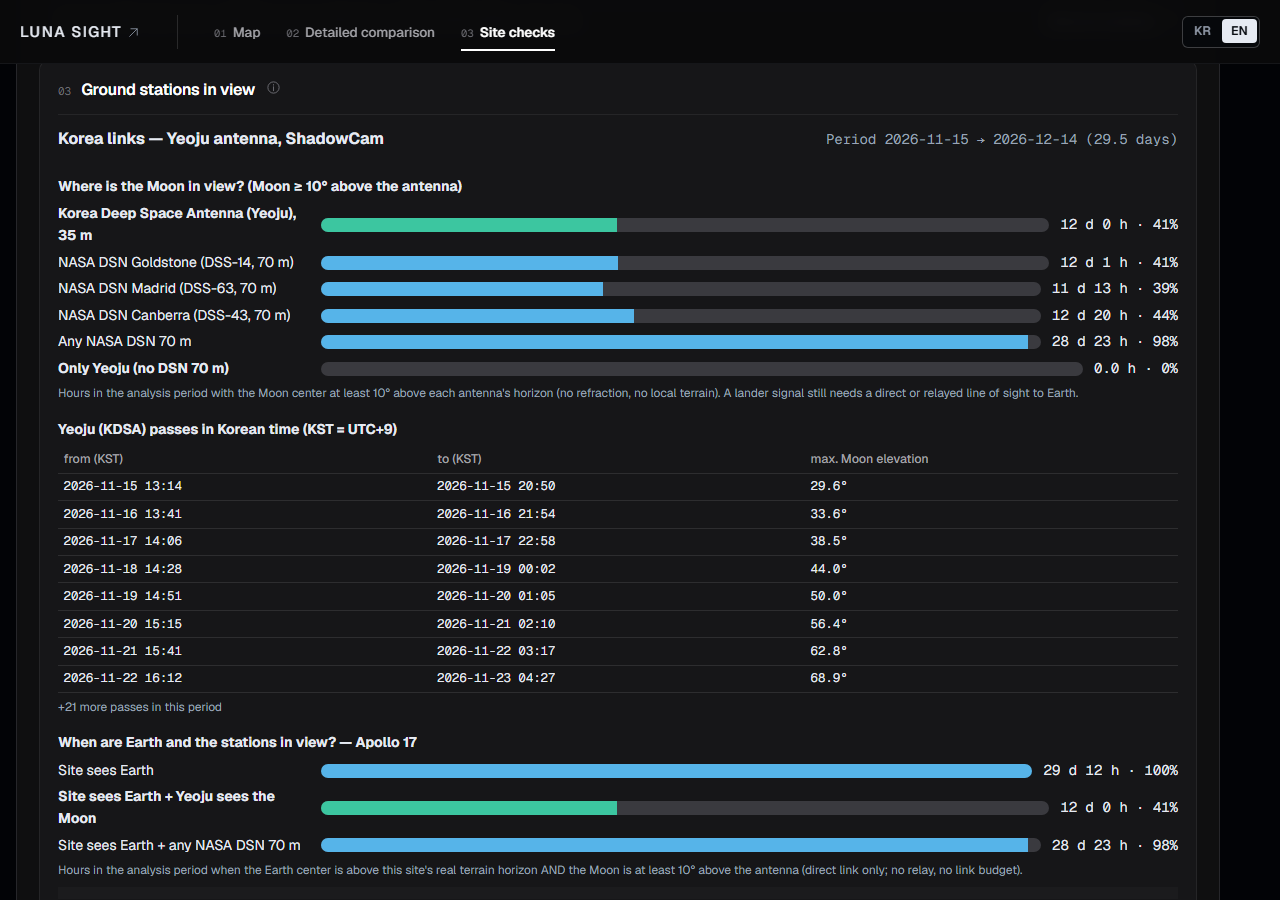 LUNA SIGHT ↗
01 Map
02 Detailed comparison
03 Site checks
KR
EN
03 Ground stations in view ⓘ
Korea links — Yeoju antenna, ShadowCam
Period 2026-11-15 → 2026-12-14 (29.5 days)
Where is the Moon in view? (Moon ≥ 10° above the antenna)
Korea Deep Space Antenna (Yeoju),
35 m
12 d 0 h · 41%
NASA DSN Goldstone (DSS-14, 70 m)
12 d 1 h · 41%
NASA DSN Madrid (DSS-63, 70 m)
11 d 13 h · 39%
NASA DSN Canberra (DSS-43, 70 m)
12 d 20 h · 44%
Any NASA DSN 70 m
28 d 23 h · 98%
Only Yeoju (no DSN 70 m)
0.0 h · 0%
Hours in the analysis period with the Moon center at least 10° above each antenna's horizon (no refraction, no local terrain). A lander signal still needs a direct or relayed line of sight to Earth.
Yeoju (KDSA) passes in Korean time (KST = UTC+9)
from (KST) to (KST) max. Moon elevation
2026-11-15 13:14 2026-11-15 20:50 29.6°
2026-11-16 13:41 2026-11-16 21:54 33.6°
2026-11-17 14:06 2026-11-17 22:58 38.5°
2026-11-18 14:28 2026-11-19 00:02 44.0°
2026-11-19 14:51 2026-11-20 01:05 50.0°
2026-11-20 15:15 2026-11-21 02:10 56.4°
2026-11-21 15:41 2026-11-22 03:17 62.8°
2026-11-22 16:12 2026-11-23 04:27 68.9°
+21 more passes in this period
When are Earth and the stations in view? — Apollo 17
Site sees Earth
29 d 12 h · 100%
Site sees Earth + Yeoju sees the
Moon
12 d 0 h · 41%
Site sees Earth + any NASA DSN 70 m
28 d 23 h · 98%
Hours in the analysis period when the Earth center is above this site's real terrain horizon AND the Moon is at least 10° above the antenna (direct link only; no relay, no link budget).